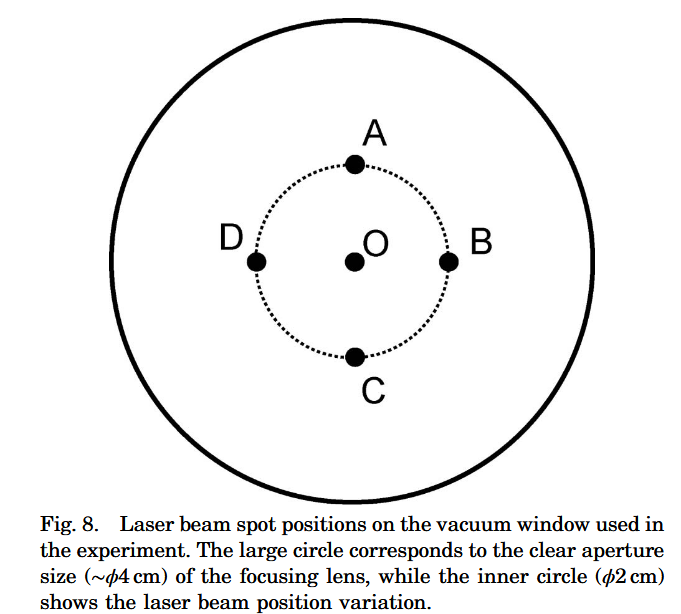 A
D
O
B
C
Fig. 8. Laser beam spot positions on the vacuum window used in
the experiment. The large circle corresponds to the clear aperture
size (~ϕ4 cm) of the focusing lens, while the inner circle (ϕ2 cm)
shows the laser beam position variation.